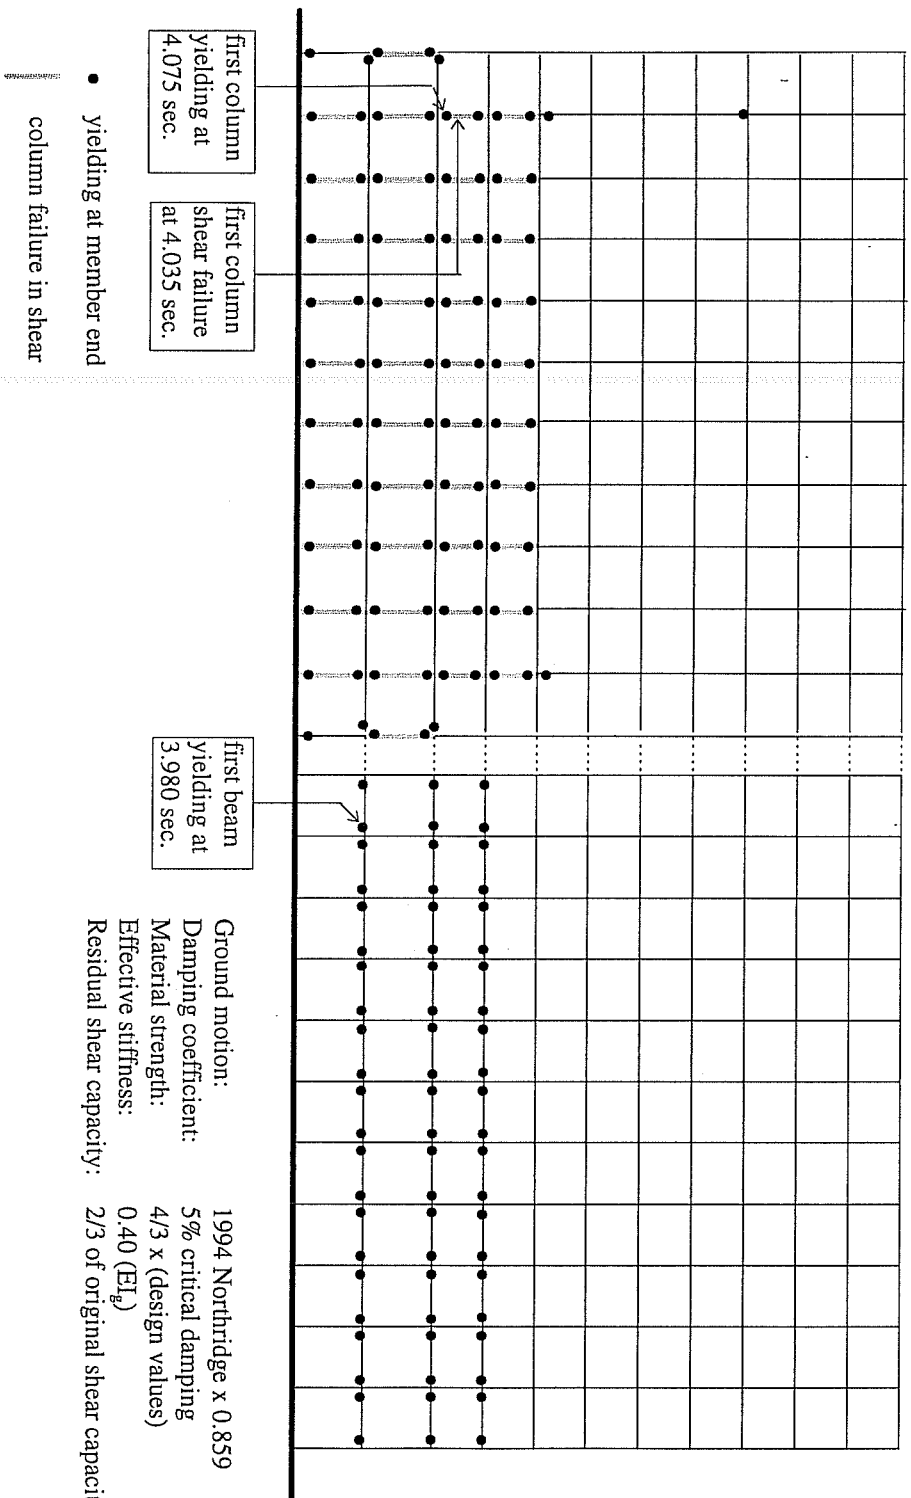 first column
yielding at
4.075 sec.
first column
shear failure
at 4.035 sec.
first beam
yielding at
3.980 sec.
• yielding at member end
column failure in shear
Ground motion: 1994 Northridge x 0.859
Damping coefficient: 5% critical damping
Material strength: 4/3 x (design values)
Effective stiffness: 0.40 (EIg)
Residual shear capacity: 2/3 of original shear capaci